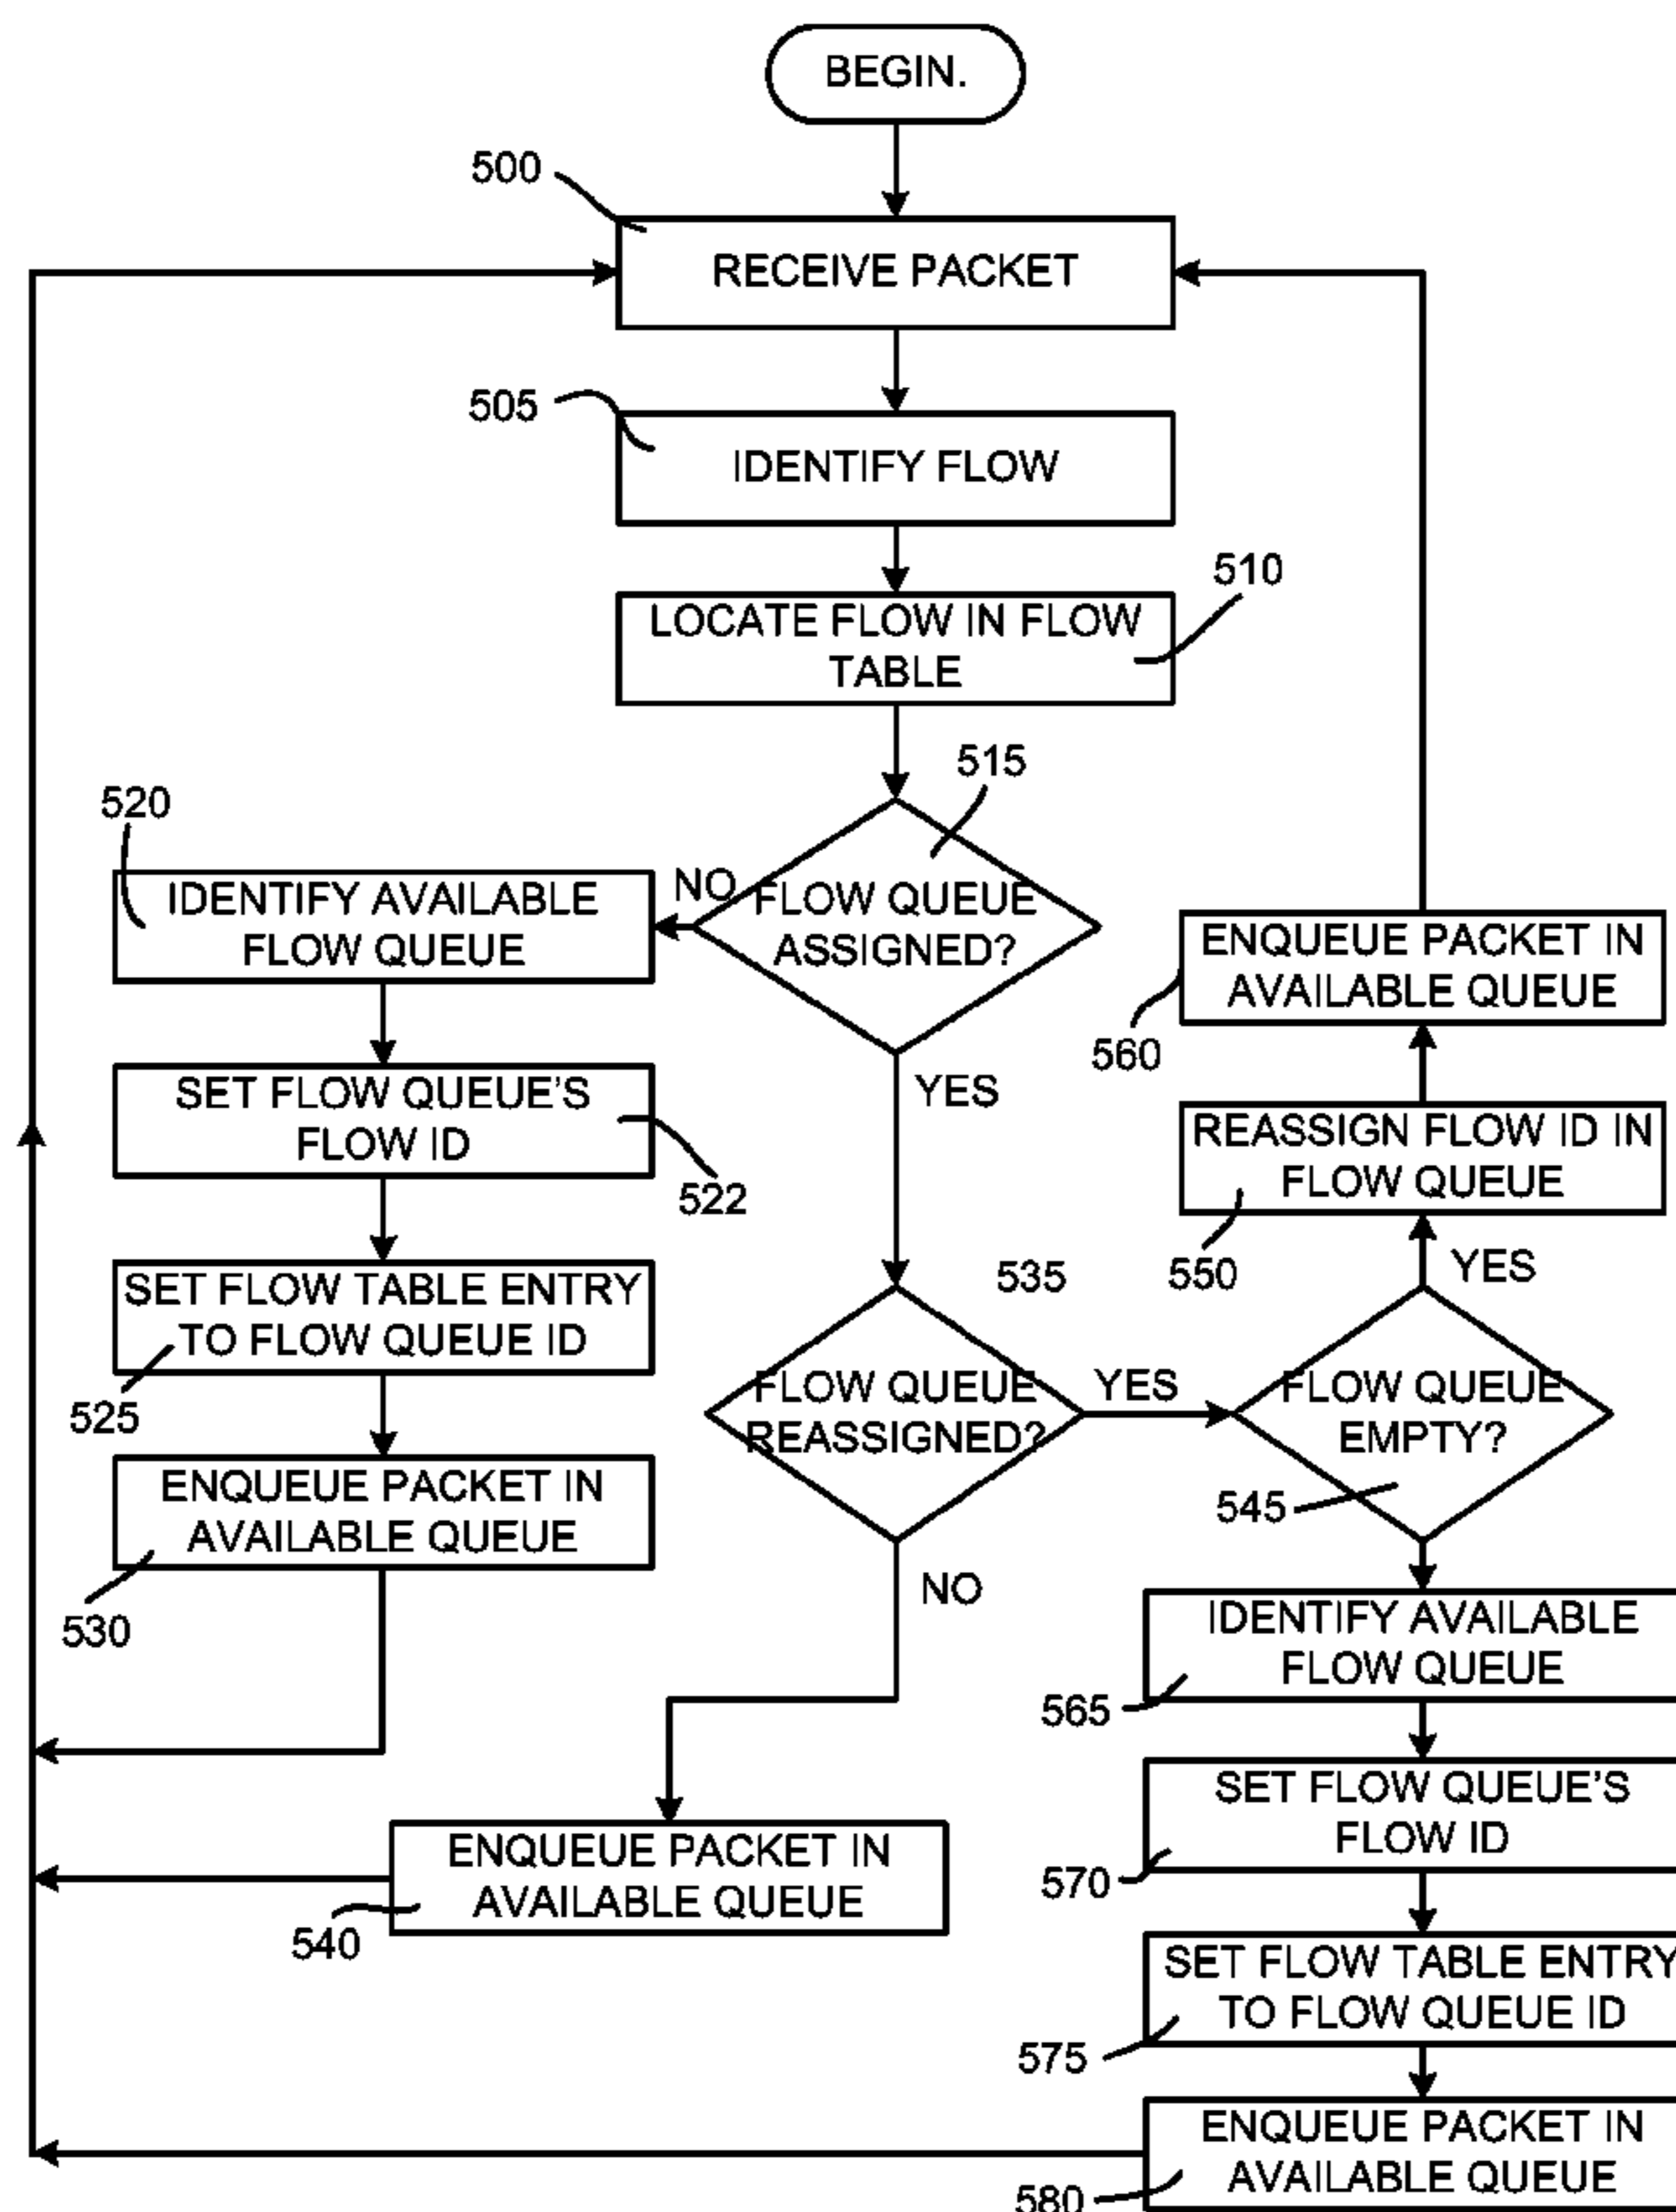 BEGIN.
500
RECEIVE PACKET
505
IDENTIFY FLOW
510
LOCATE FLOW IN FLOW
TABLE
515
FLOW QUEUE
ASSIGNED?
NO
520
IDENTIFY AVAILABLE
FLOW QUEUE
SET FLOW QUEUE'S
FLOW ID
522
SET FLOW TABLE ENTRY
TO FLOW QUEUE ID
525
ENQUEUE PACKET IN
AVAILABLE QUEUE
530
YES
535
FLOW QUEUE
REASSIGNED?
NO
ENQUEUE PACKET IN
AVAILABLE QUEUE
540
YES
FLOW QUEUE
EMPTY?
545
YES
REASSIGN FLOW ID IN
FLOW QUEUE
550
ENQUEUE PACKET IN
AVAILABLE QUEUE
560
IDENTIFY AVAILABLE
FLOW QUEUE
565
SET FLOW QUEUE'S
FLOW ID
570
SET FLOW TABLE ENTRY
TO FLOW QUEUE ID
575
ENQUEUE PACKET IN
AVAILABLE QUEUE
580